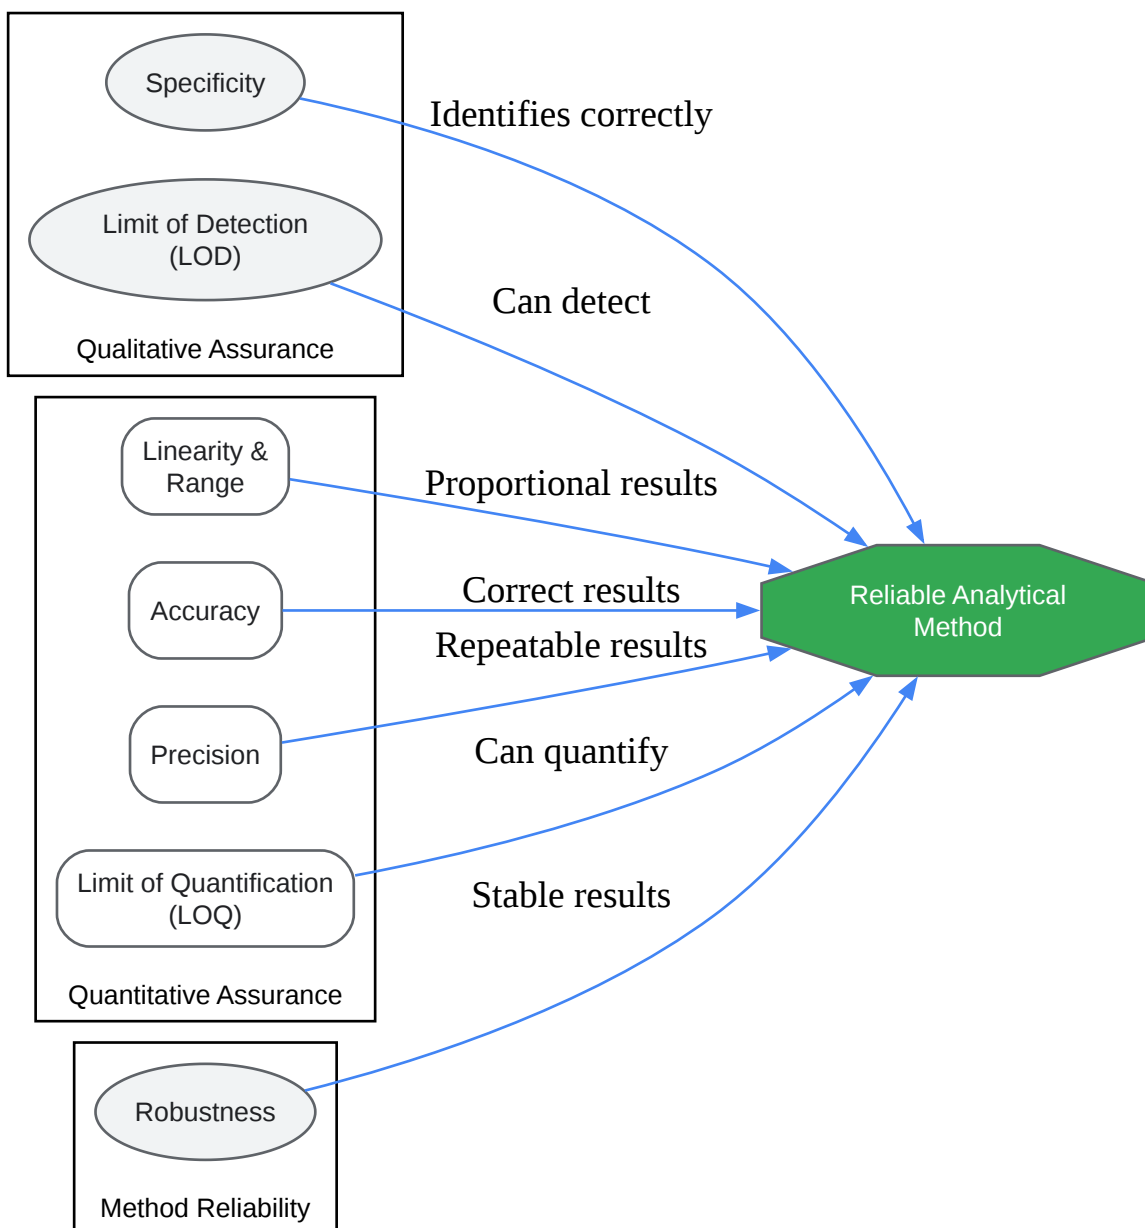 Specificity
Identifies correctly
Limit of Detection
(LOD)
Can detect
Qualitative Assurance
Linearity &
Range
Proportional results
Accuracy
Correct results
Reliable Analytical
Method
Repeatable results
Precision
Can quantify
Limit of Quantification
(LOQ)
Stable results
Quantitative Assurance
Robustness
Method Reliability